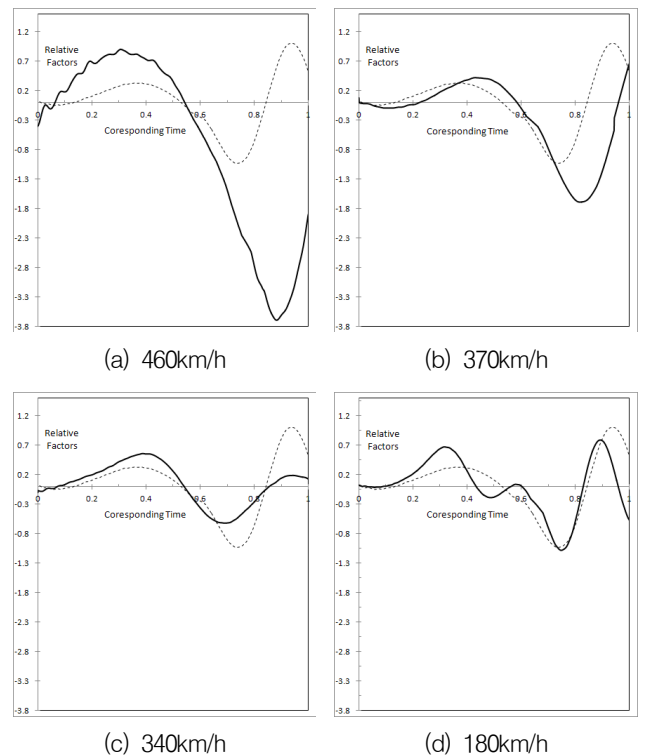 1.2
Relative
Factors
0.7
0.2
0 0.2 0.4 0.6 0.8 1
-0.3
Coresponding Time
-0.8
-1.3
-1.8
-2.3
-2.8
-3.3
-3.8
(a) 460km/h
1.2
Relative
Factors
0.7
0.2
0 0.2 0.4 0.6 0.8 1
-0.3
Coresponding Time
-0.8
-1.3
-1.8
-2.3
-2.8
-3.3
-3.8
(b) 370km/h
1.2
Relative
Factors
0.7
0.2
0 0.2 0.4 0.6 0.8 1
-0.3
Coresponding Time
-0.8
-1.3
-1.8
-2.3
-2.8
-3.3
-3.8
(c) 340km/h
1.2
Relative
Factors
0.7
0.2
0 0.2 0.4 0.6 0.8 1
-0.3
Coresponding Time
-0.8
-1.3
-1.8
-2.3
-2.8
-3.3
-3.8
(d) 180km/h